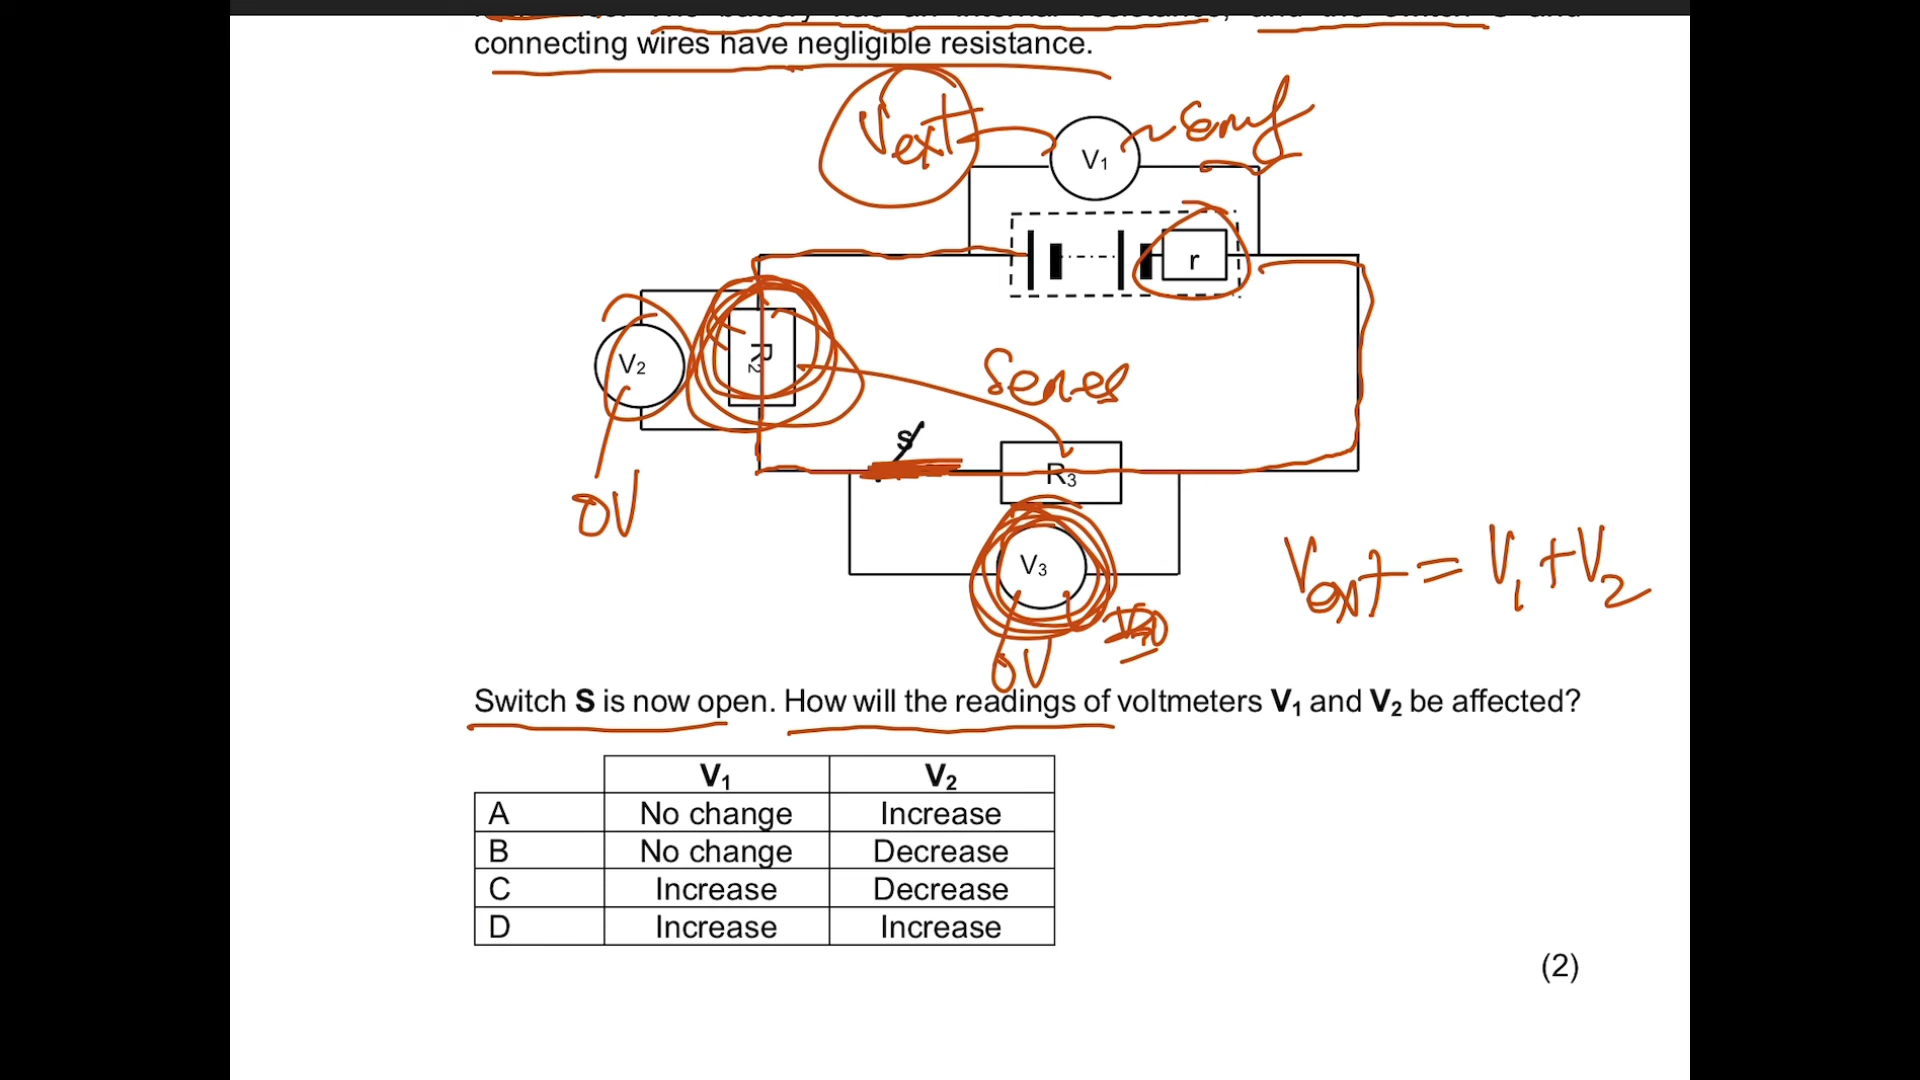 connecting wires have negligible resistance.
Vext
V₁
emf
r
V₂
R₂
Series
S
R₃
0V
V₃
Vext = V₁ + V₂
0V
Switch S is now open. How will the readings of voltmeters V₁ and V₂ be affected?
V₁ V₂
A No change Increase
B No change Decrease
C Increase Decrease
D Increase Increase
(2)